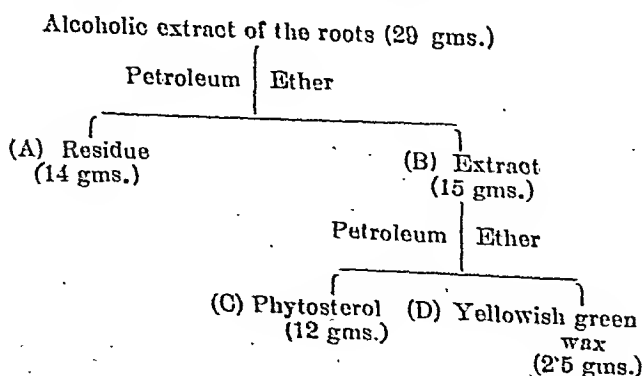 Alcoholic extract of the roots (29 gms.)
Petroleum Ether
(A) Residue
(14 gms.)
(B) Extract
(15 gms.)
Petroleum Ether
(C) Phytosterol
(12 gms.)
(D) Yellowish green
wax
(2·5 gms.)